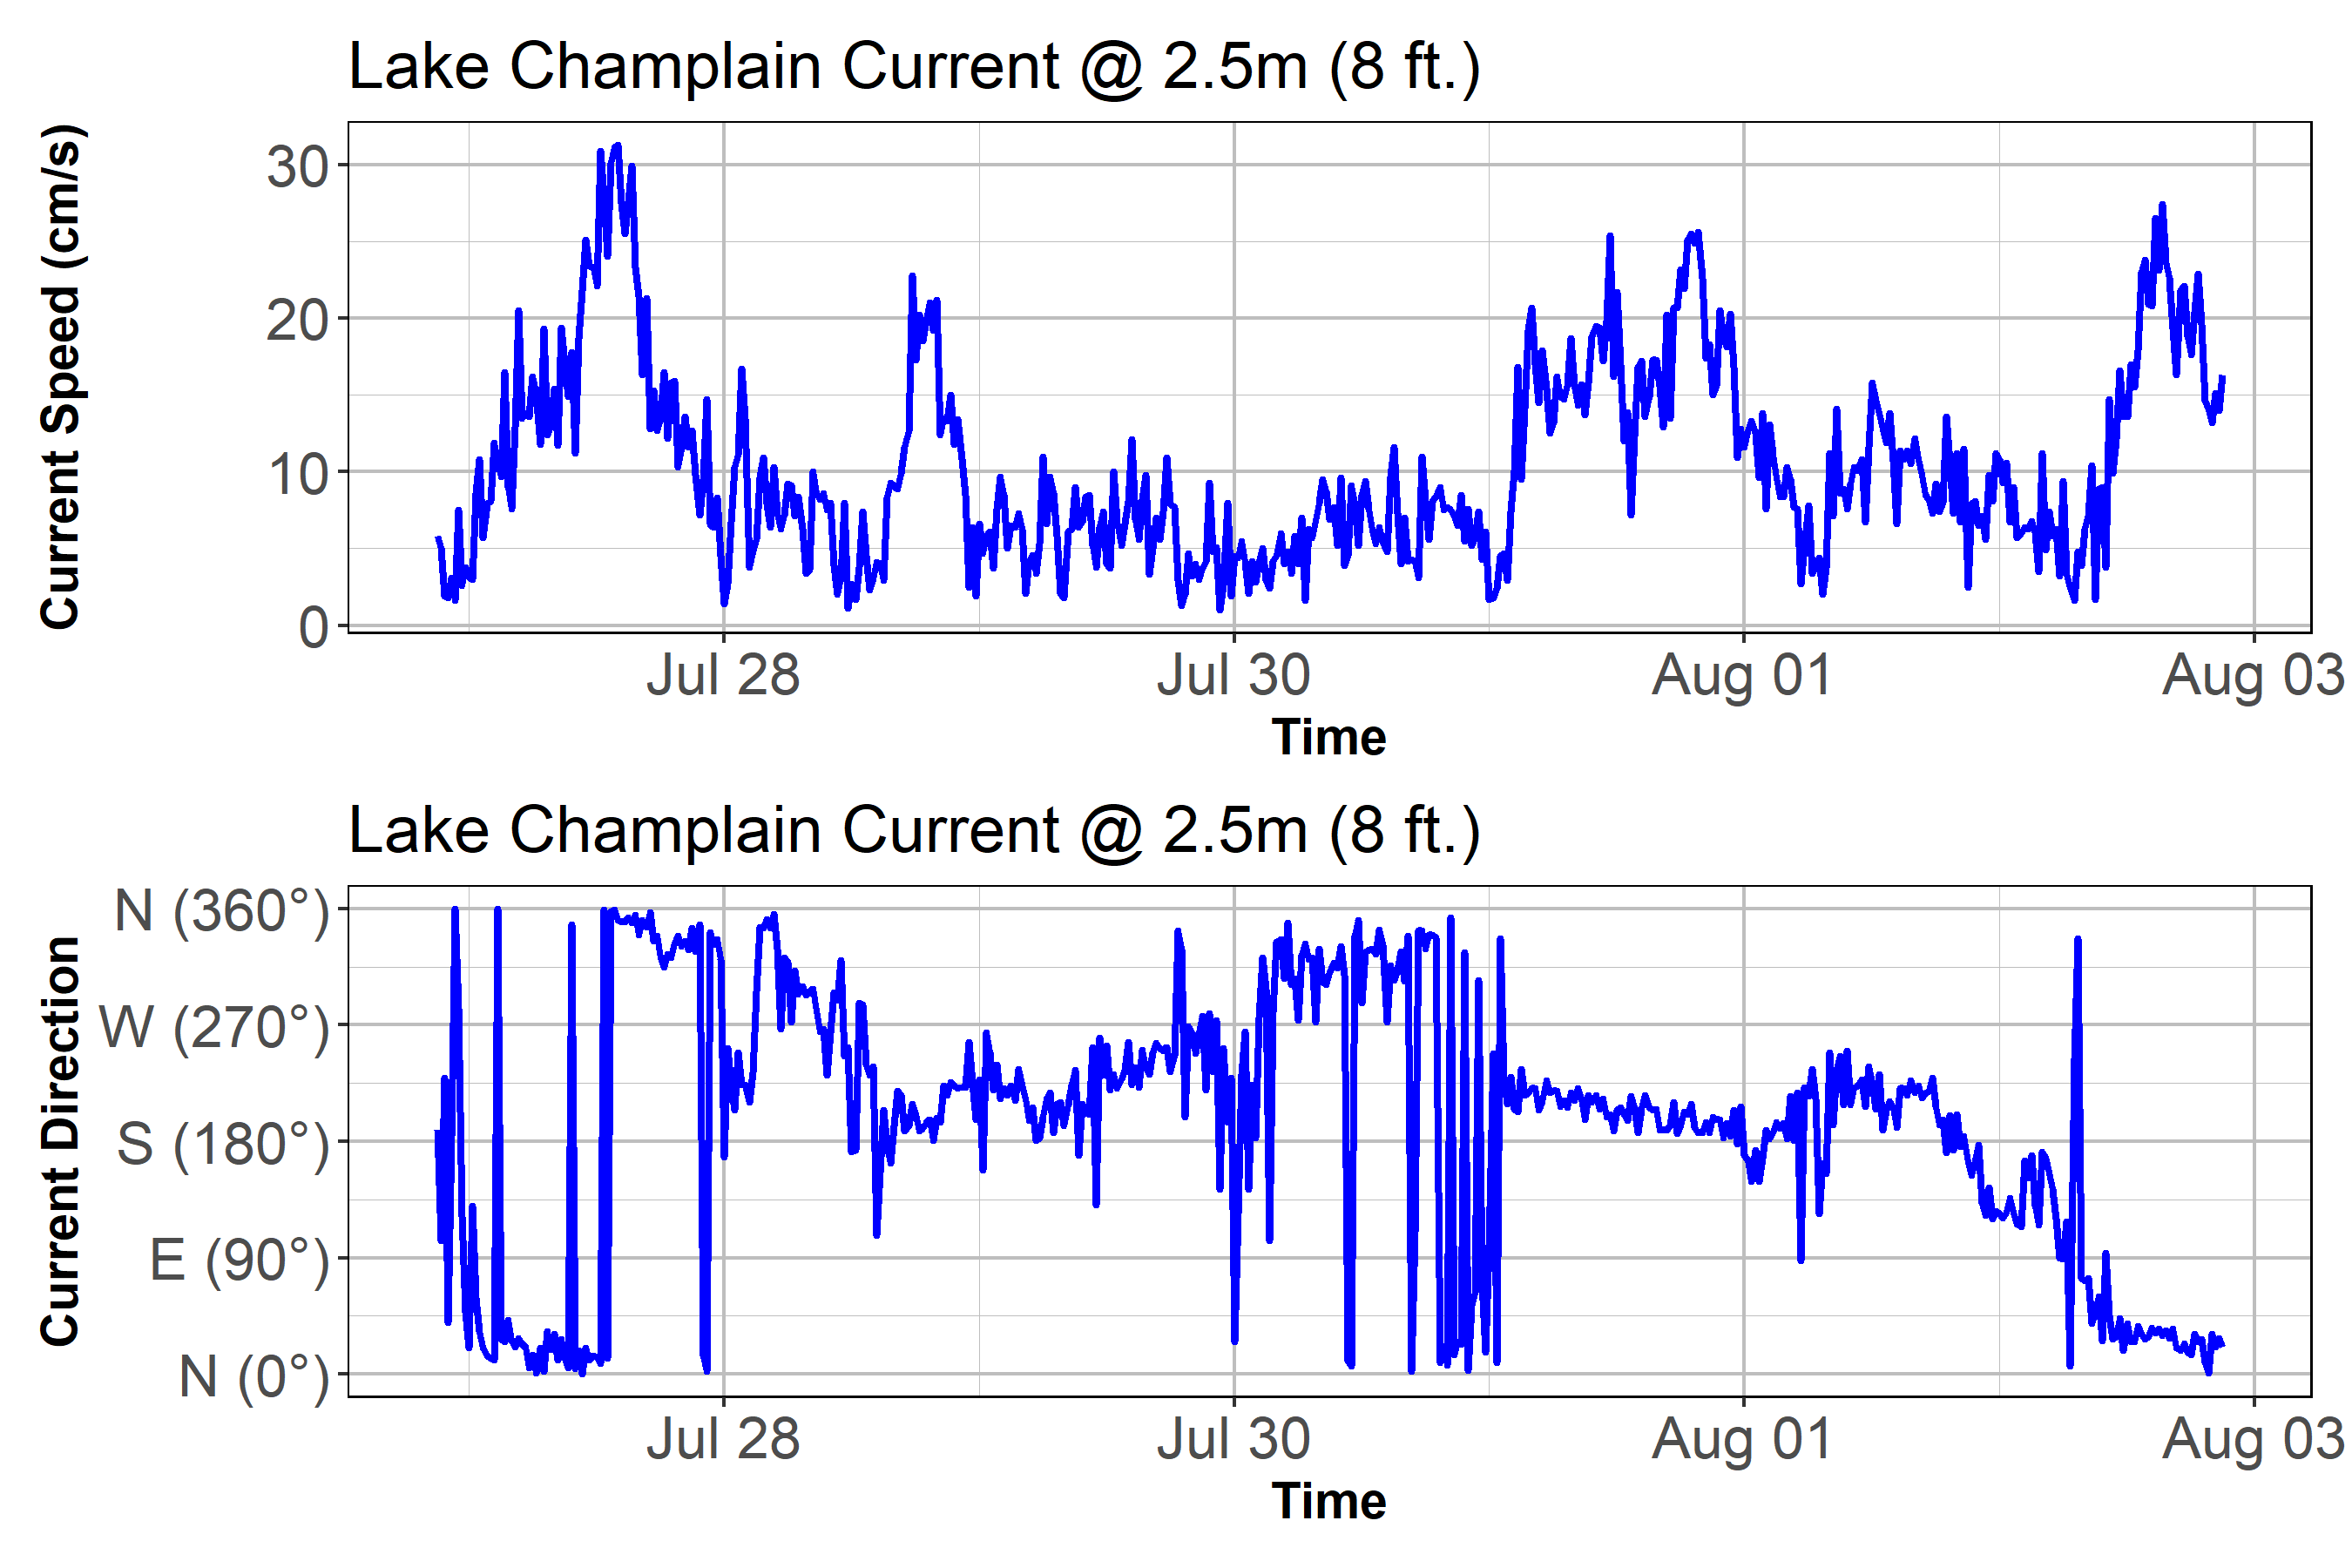 Lake Champlain Current @ 2.5m (8 ft.)
Current Speed (cm/s)
30
20
10
0
Jul 28 Jul 30 Aug 01 Aug 03
Time
Lake Champlain Current @ 2.5m (8 ft.)
Current Direction
N (360°)
W (270°)
S (180°)
E (90°)
N (0°)
Jul 28 Jul 30 Aug 01 Aug 03
Time